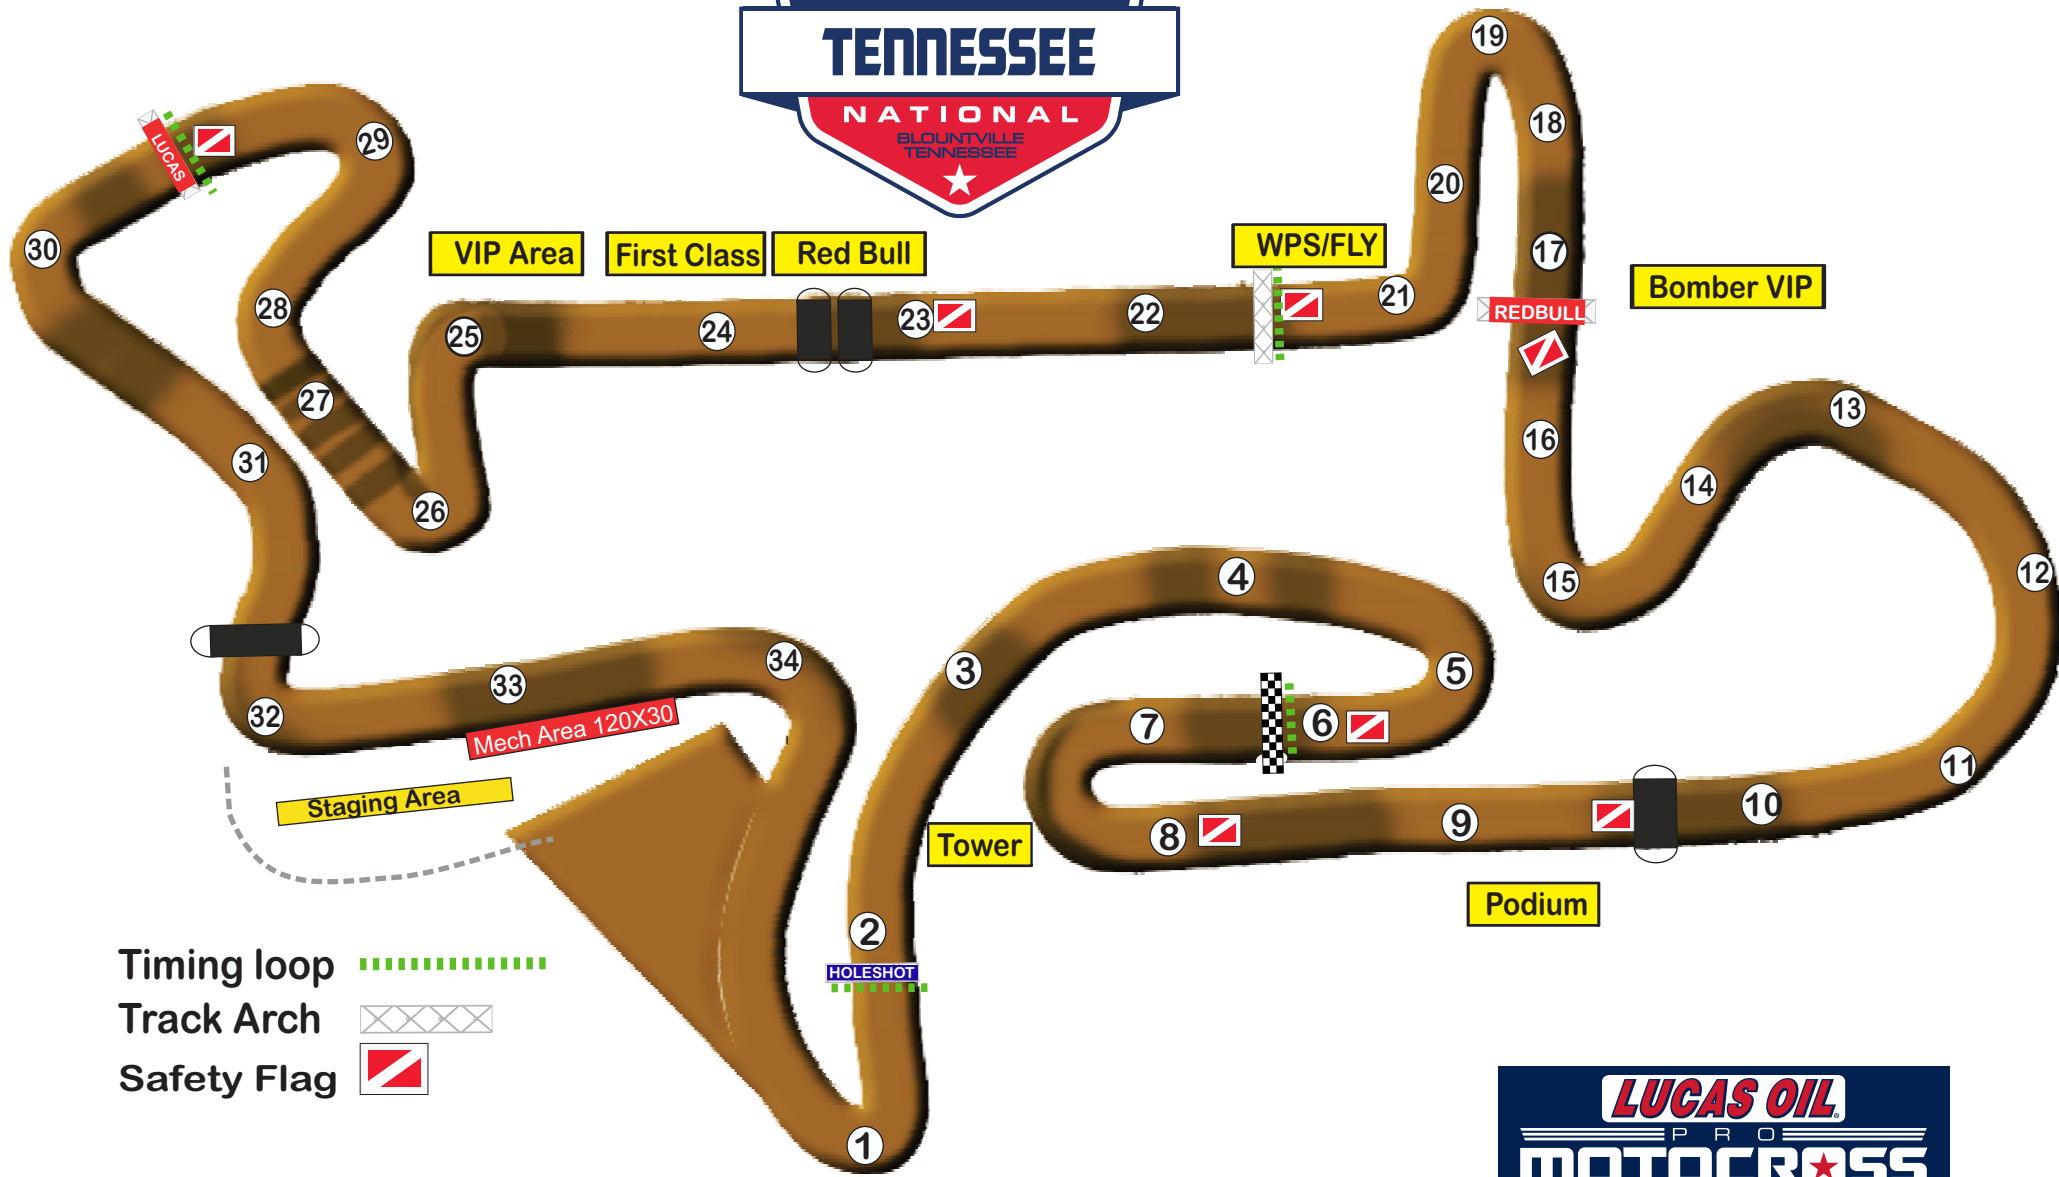 TENNESSEE
NATIONAL
BLOUNTVILLE
TENNESSEE
19
18
29
LUCAS
20
17
30
VIP Area
First Class
Red Bull
WPS/FLY
Bomber VIP
28
21
REDBULL
25
24
23
22
27
13
16
31
14
26
12
15
4
34
3
5
33
32
Mech Area 120X30
7
6
11
Staging Area
10
9
8
Tower
Podium
2
HOLESHOT
Timing loop
Track Arch
Safety Flag
1
LUCAS OIL
PRO
MOTOCROSS